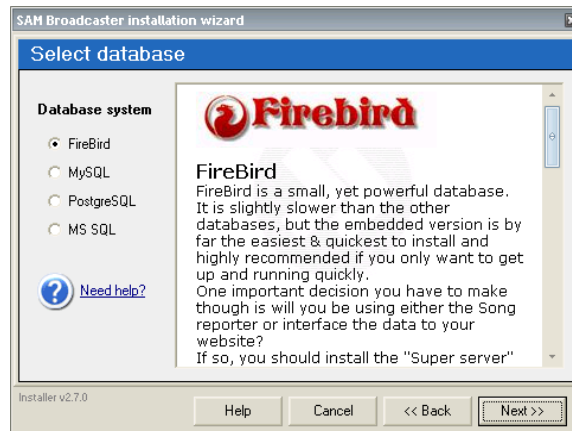 SAM Broadcaster installation wizard
Select database
Database system
FireBird
MySQL
PostgreSQL
MS SQL
Need help?
Firebird
FireBird
FireBird is a small, yet powerful database.
It is slightly slower than the other
databases, but the embedded version is by
far the easiest & quickest to install and
highly recommended if you only want to get
up and running quickly.
One important decision you have to make
though is will you be using either the Song
reporter or interface the data to your
website?
If so, you should install the "Super server"
Installer v2.7.0
Help
Cancel
<< Back
Next >>